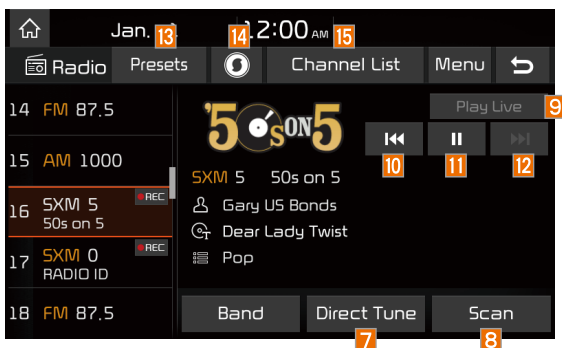 Jan.
13
14
2:00 AM
15
Radio
Presets
Channel List
Menu
14 FM 87.5
'50's ON 5
Play Live
9
15 AM 1000
10
11
12
16 SXM 5
REC
50s on 5
SXM 5 50s on 5
Gary US Bonds
Dear Lady Twist
Pop
17 SXM 0
REC
RADIO ID
18 FM 87.5
Band
Direct Tune
Scan
7
8